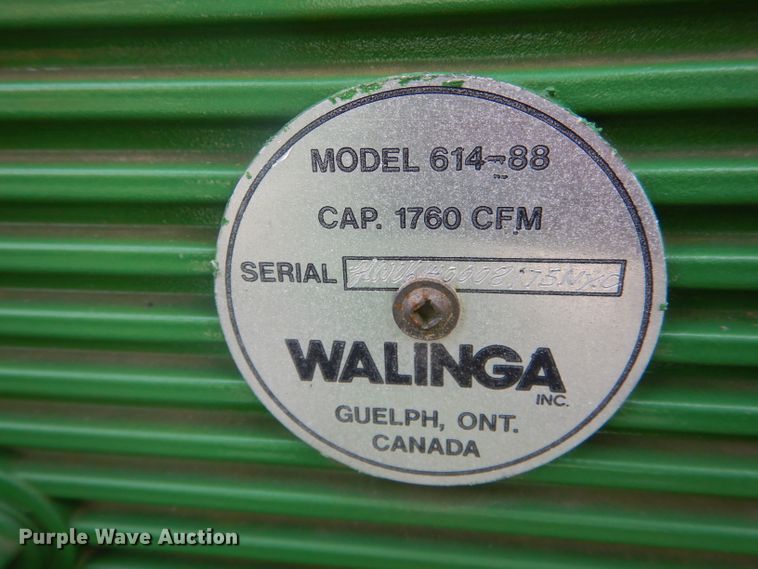 MODEL 614-88
CAP. 1760 CFM
SERIAL
WALINGA
INC.
GUELPH, ONT.
CANADA
Purple Wave Auction